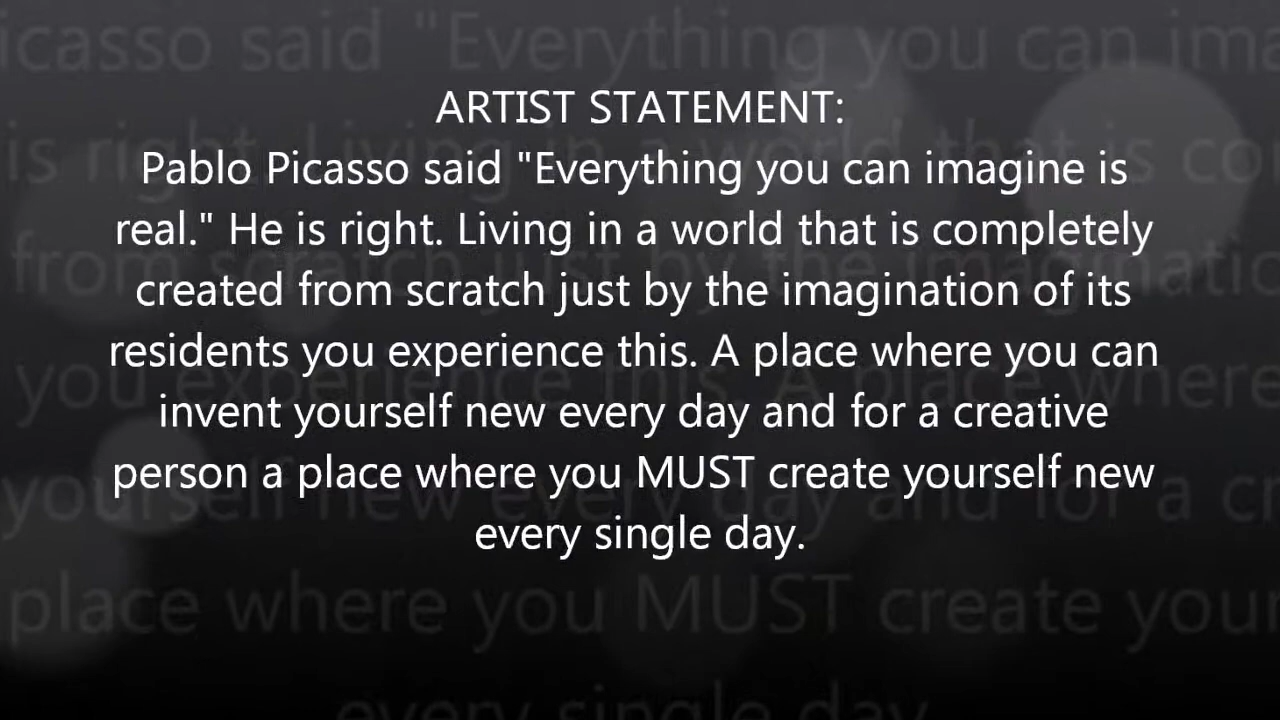 ARTIST STATEMENT:
Pablo Picasso said "Everything you can imagine is
real." He is right. Living in a world that is completely
created from scratch just by the imagination of its
residents you experience this. A place where you can
invent yourself new every day and for a creative
person a place where you MUST create yourself new
every single day.